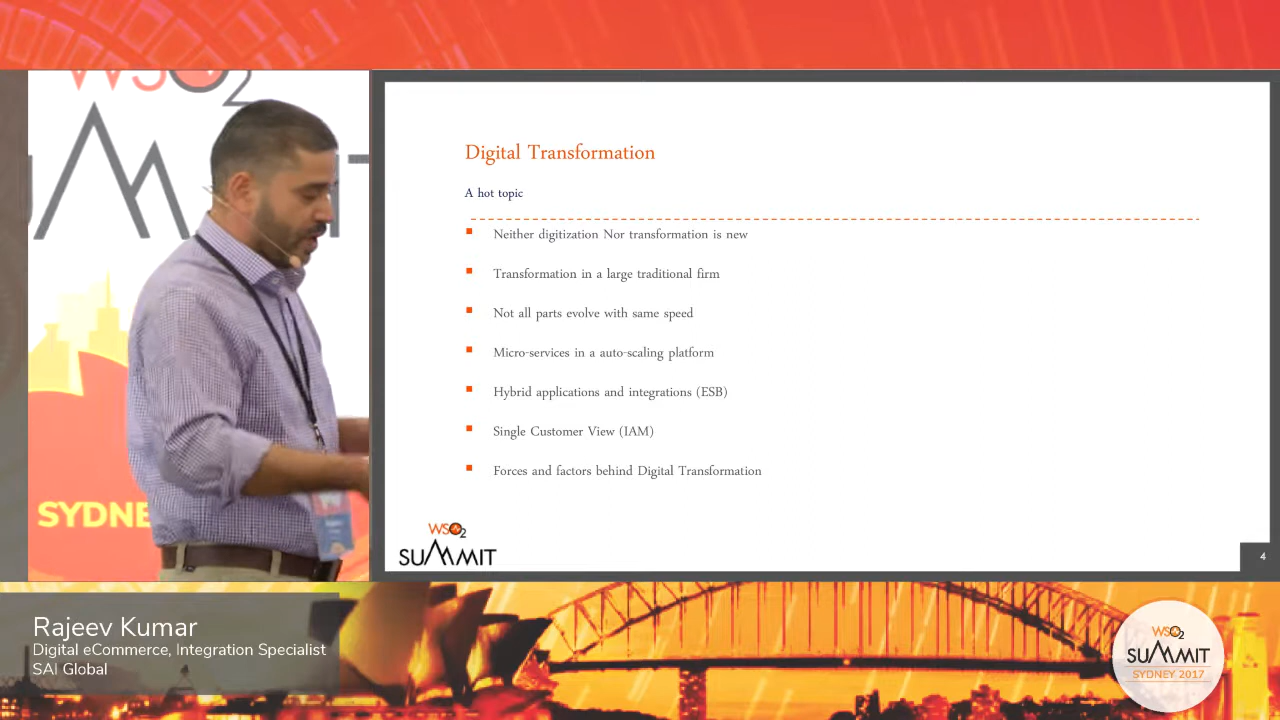 WSO2
SUMMIT
SYDNE
Digital Transformation
A hot topic
Neither digitization Nor transformation is new
Transformation in a large traditional firm
Not all parts evolve with same speed
Micro-services in a auto-scaling platform
Hybrid applications and integrations (ESB)
Single Customer View (IAM)
Forces and factors behind Digital Transformation
WSO2
SUMMIT
4
Rajeev Kumar
Digital eCommerce, Integration Specialist
SAI Global
WSO2
SUMMIT
SYDNEY 2017